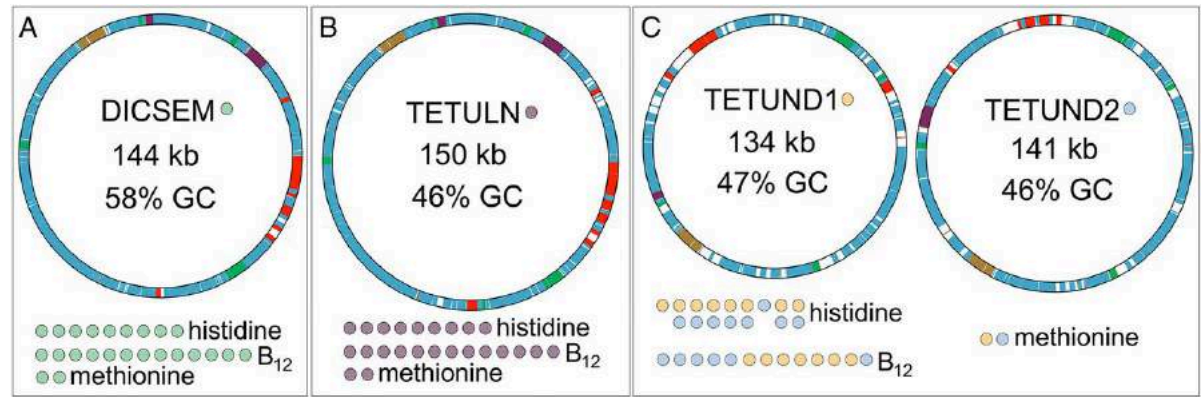 A
DICSEM
144 kb
58% GC
histidine
B12
methionine
B
TETULN
150 kb
46% GC
histidine
B12
methionine
C
TETUND1
134 kb
47% GC
TETUND2
141 kb
46% GC
histidine
methionine
B12